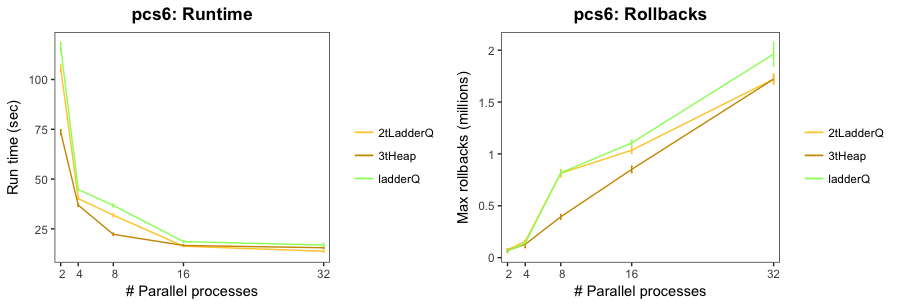 pcs6: Runtime
Run time (sec)
100
75
50
25
2 4 8 16 32
# Parallel processes
2tLadderQ
3tHeap
ladderQ
pcs6: Rollbacks
Max rollbacks (millions)
2
1.5
1
0.5
0
2 4 8 16 32
# Parallel processes
2tLadderQ
3tHeap
ladderQ